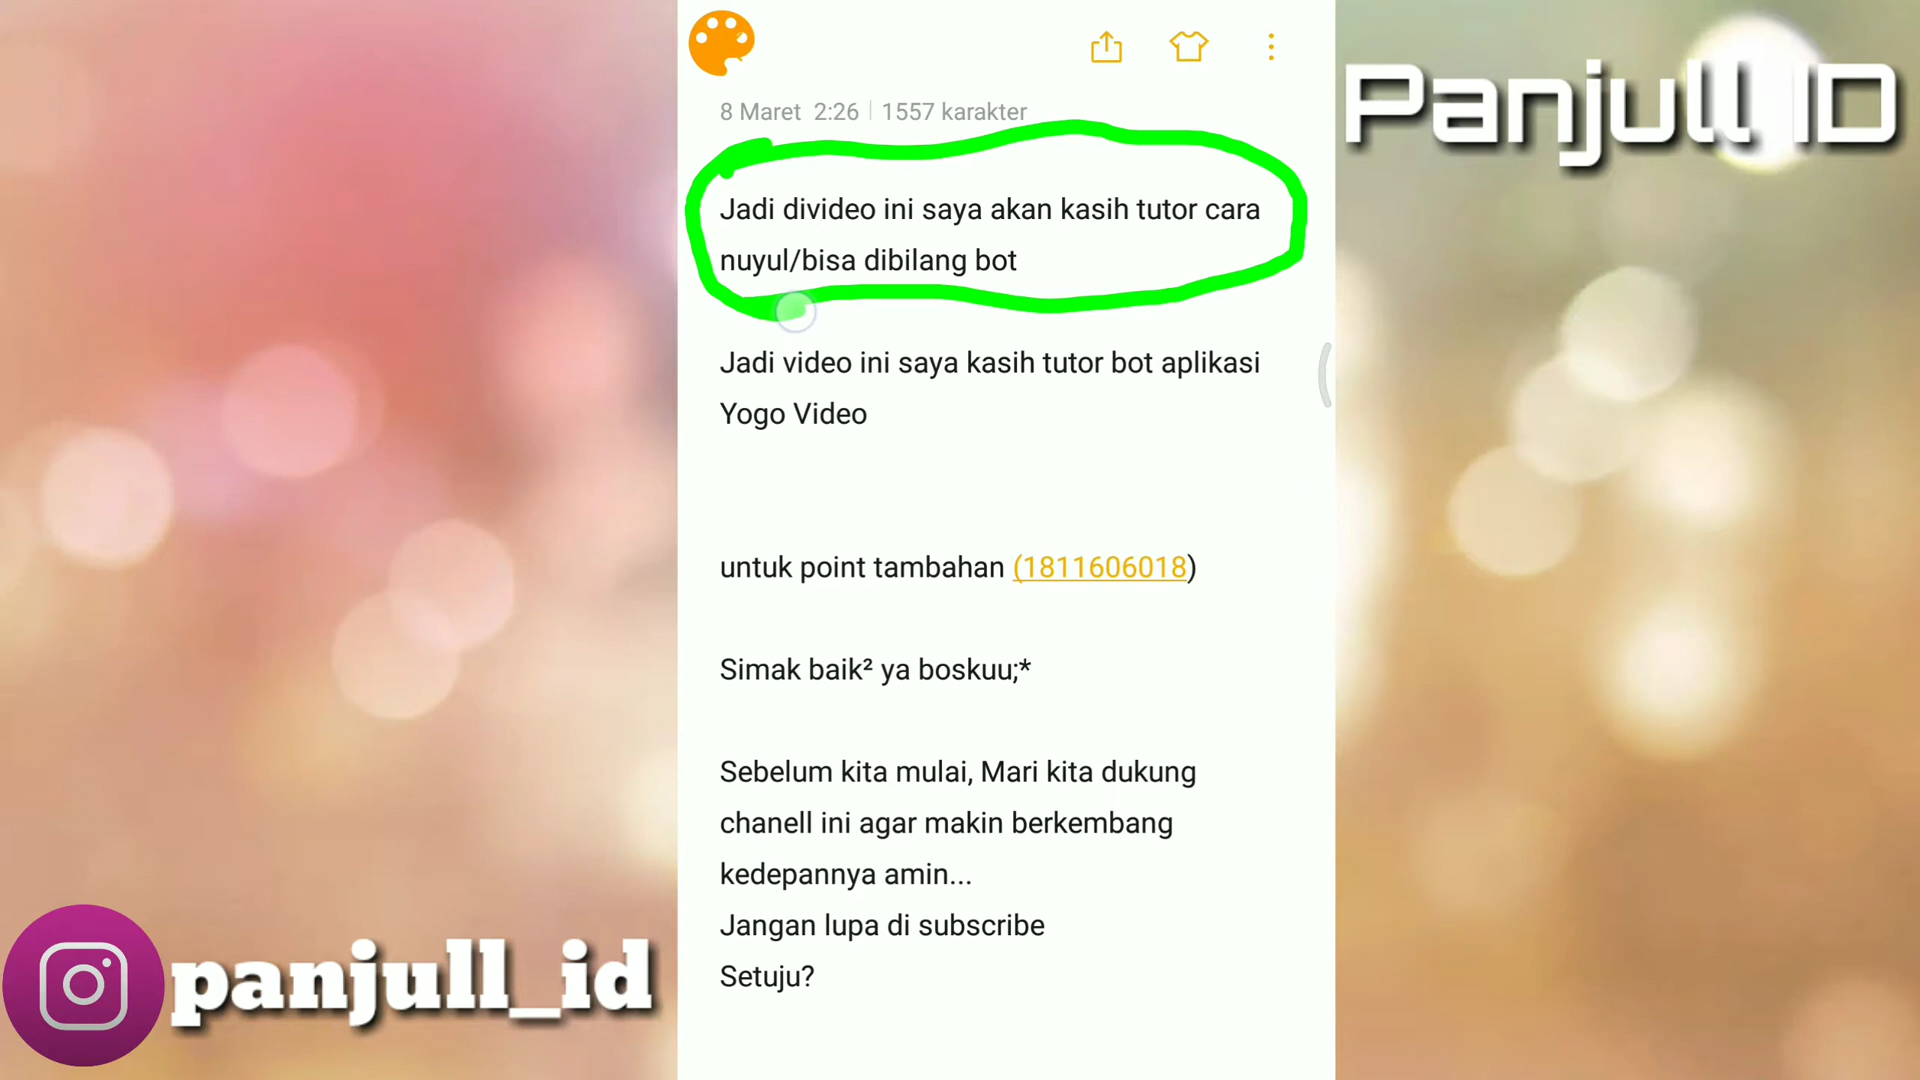 Panjull ID
8 Maret 2:26 | 1557 karakter
Jadi divideo ini saya akan kasih tutor cara
nuyul/bisa dibilang bot
Jadi video ini saya kasih tutor bot aplikasi
Yogo Video
untuk point tambahan (1811606018)
Simak baik² ya boskuu;*
Sebelum kita mulai, Mari kita dukung
chanell ini agar makin berkembang
kedepannya amin...
Jangan lupa di subscribe
Setuju?
panjull_id